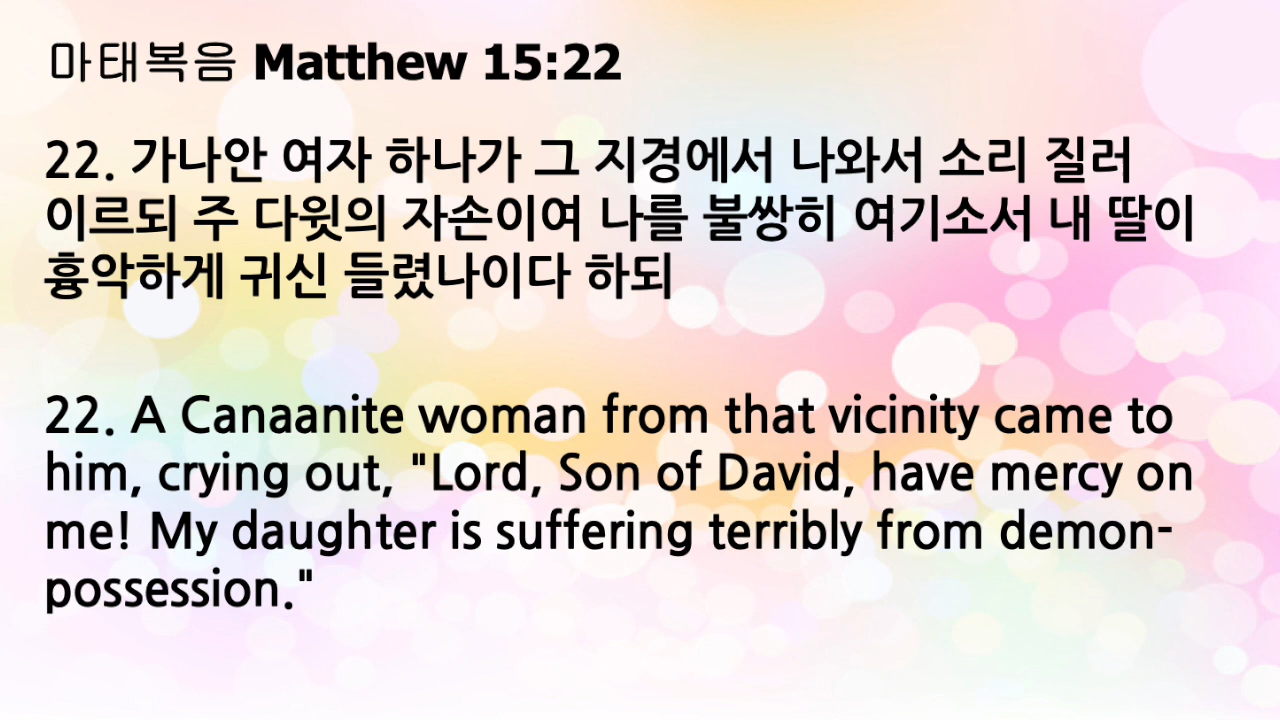 마태복음 Matthew 15:22
22. 가나안 여자 하나가 그 지경에서 나와서 소리 질러
이르되 주 다윗의 자손이여 나를 불쌍히 여기소서 내 딸이
흉악하게 귀신 들렸나이다 하되
22. A Canaanite woman from that vicinity came to
him, crying out, "Lord, Son of David, have mercy on
me! My daughter is suffering terribly from demon-
possession."